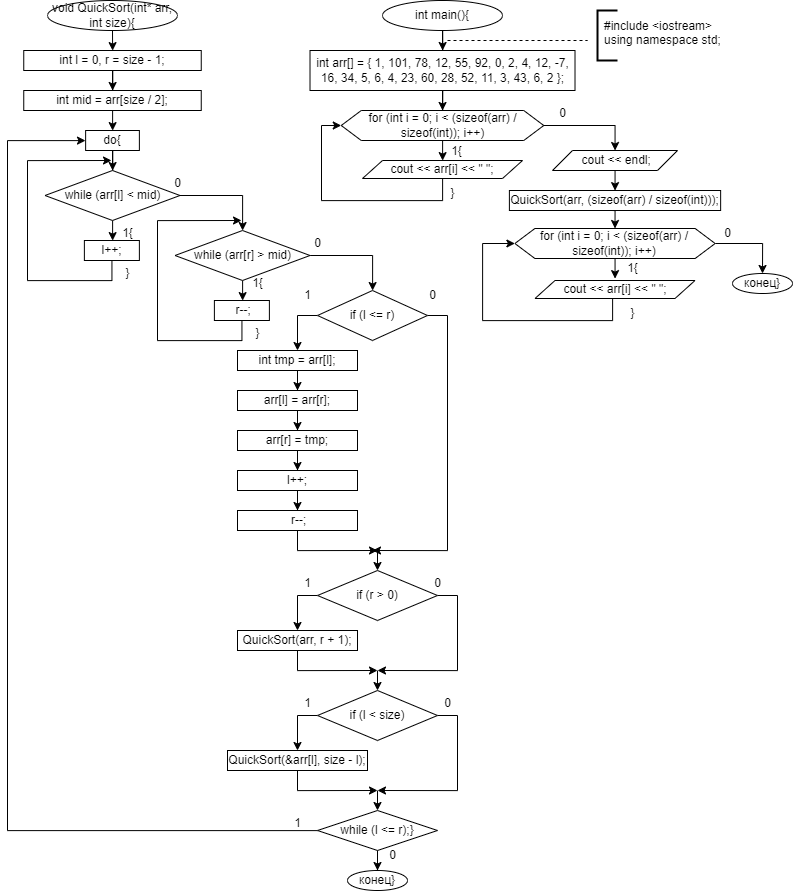 void QuickSort(int* arr,
int size){
int l = 0, r = size - 1;
int mid = arr[size / 2];
do{
while (arr[l] < mid)
0
1{
l++;
}
while (arr[r] > mid)
0
1{
r--;
}
if (l <= r)
1
0
int tmp = arr[l];
arr[l] = arr[r];
arr[r] = tmp;
l++;
r--;
if (r > 0)
1
0
QuickSort(arr, r + 1);
if (l < size)
1
0
QuickSort(&arr[l], size - l);
while (l <= r);}
1
0
конец}
int main(){
#include <iostream>
using namespace std;
int arr[] = { 1, 101, 78, 12, 55, 92, 0, 2, 4, 12, -7,
16, 34, 5, 6, 4, 23, 60, 28, 52, 11, 3, 43, 6, 2 };
for (int i = 0; i < (sizeof(arr) /
sizeof(int)); i++)
0
1{
cout << arr[i] << " ";
}
cout << endl;
QuickSort(arr, (sizeof(arr) / sizeof(int)));
for (int i = 0; i < (sizeof(arr) /
sizeof(int)); i++)
0
1{
cout << arr[i] << " ";
}
конец}